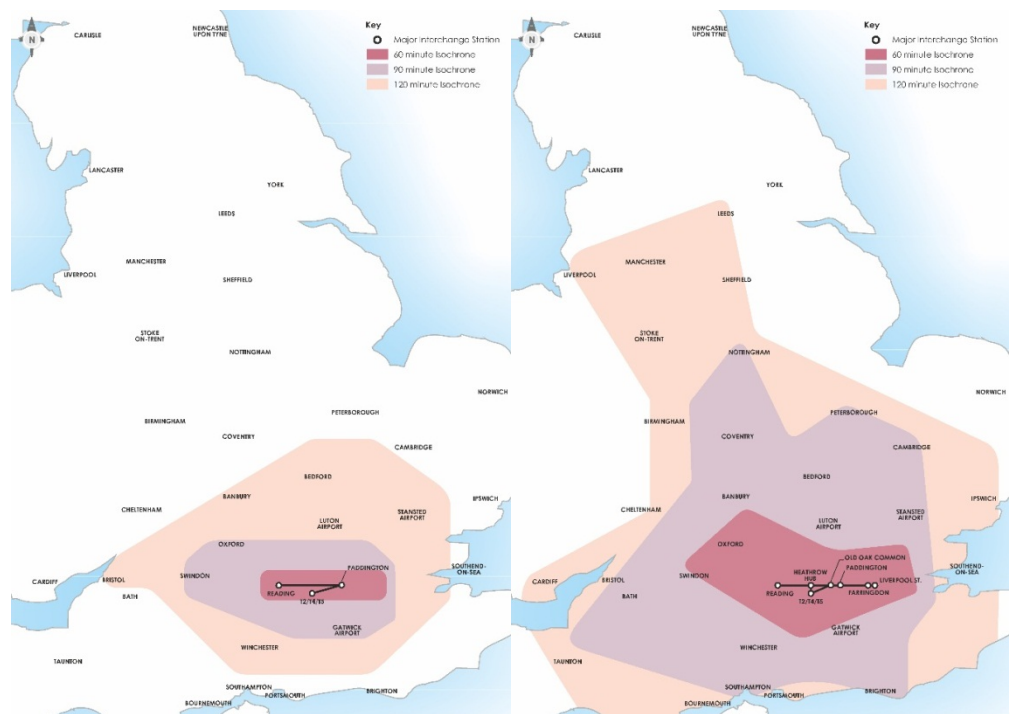 N
CARLISLE
NEWCASTLE
UPON TYNE
Key
Major Interchange Station
60 minute Isochrone
90 minute Isochrone
120 minute Isochrone
LANCASTER
YORK
LEEDS
MANCHESTER
LIVERPOOL
SHEFFIELD
STOKE
ON-TRENT
NOTTINGHAM
NORWICH
PETERBOROUGH
BIRMINGHAM
COVENTRY
CAMBRIDGE
BEDFORD
BANBURY
IPSWICH
CHELTENHAM
STANSTED
AIRPORT
LUTON
AIRPORT
OXFORD
PADDINGTON
SOUTHEND-
ON-SEA
CARDIFF
BRISTOL
SWINDON
READING
BATH
T2/T4/T5
GATWICK
AIRPORT
WINCHESTER
TAUNTON
SOUTHAMPTON
PORTSMOUTH
BRIGHTON
BOURNEMOUTH
N
CARLISLE
NEWCASTLE
UPON TYNE
Key
Major Interchange Station
60 minute Isochrone
90 minute Isochrone
120 minute Isochrone
LANCASTER
YORK
LEEDS
MANCHESTER
LIVERPOOL
SHEFFIELD
STOKE
ON-TRENT
NOTTINGHAM
NORWICH
PETERBOROUGH
BIRMINGHAM
COVENTRY
CAMBRIDGE
BEDFORD
BANBURY
IPSWICH
CHELTENHAM
STANSTED
AIRPORT
LUTON
AIRPORT
OXFORD
OLD OAK COMMON
PADDINGTON
HEATHROW
HUB
SOUTHEND-
ON-SEA
CARDIFF
BRISTOL
SWINDON
READING
LIVERPOOL ST.
FARRINGDON
BATH
T2/T4/T5
GATWICK
AIRPORT
WINCHESTER
TAUNTON
SOUTHAMPTON
PORTSMOUTH
BRIGHTON
BOURNEMOUTH